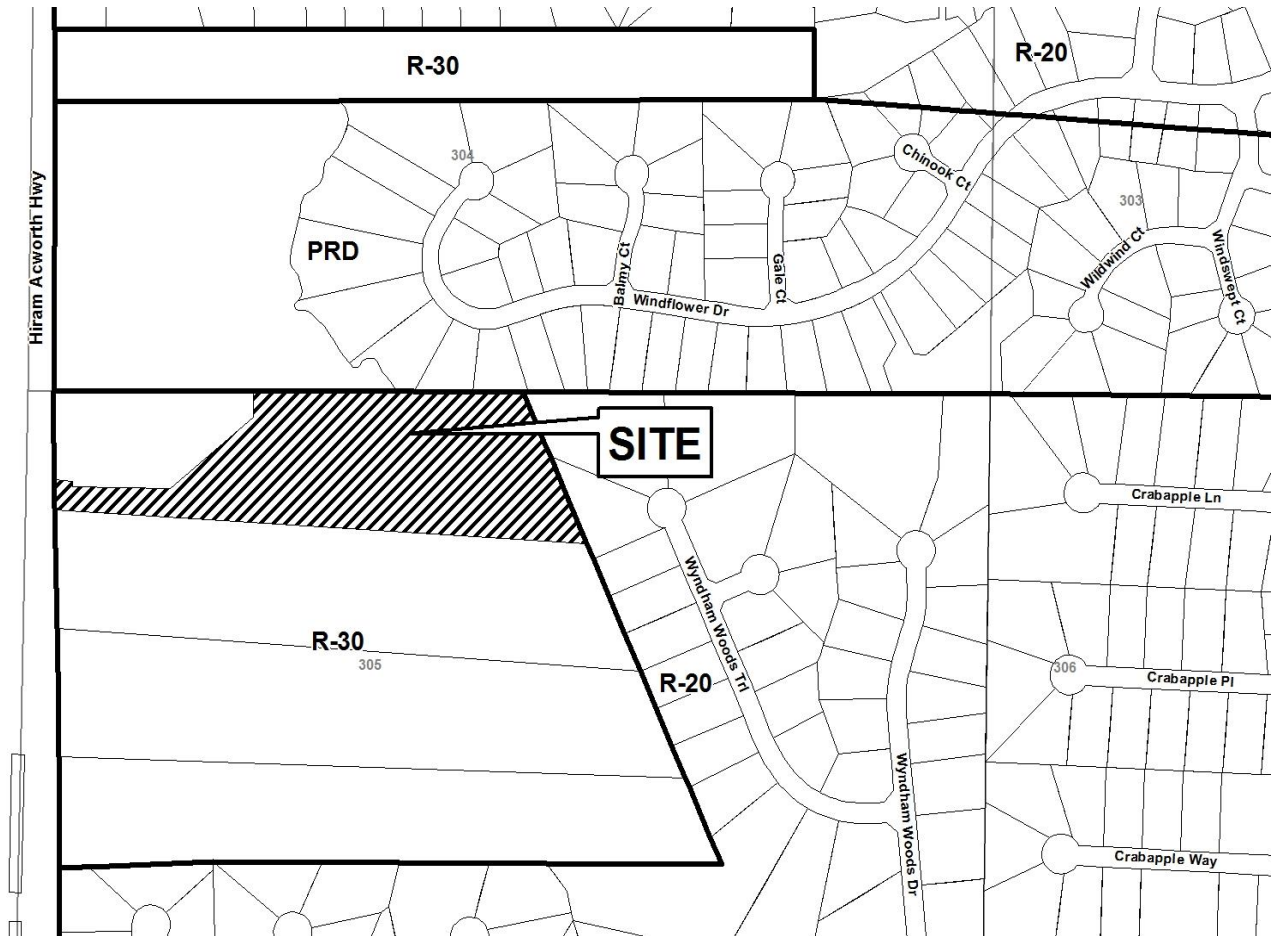 R-30
R-20
304
Chinook Ct
303
Hiram Acworth Hwy
PRD
Balmy Ct
Gale Ct
Wildwind Ct
Windswept Ct
Windflower Dr
SITE
Crabapple Ln
Wyndham Woods Trl
R-30
305
R-20
306
Crabapple Pl
Wyndham Woods Dr
Crabapple Way